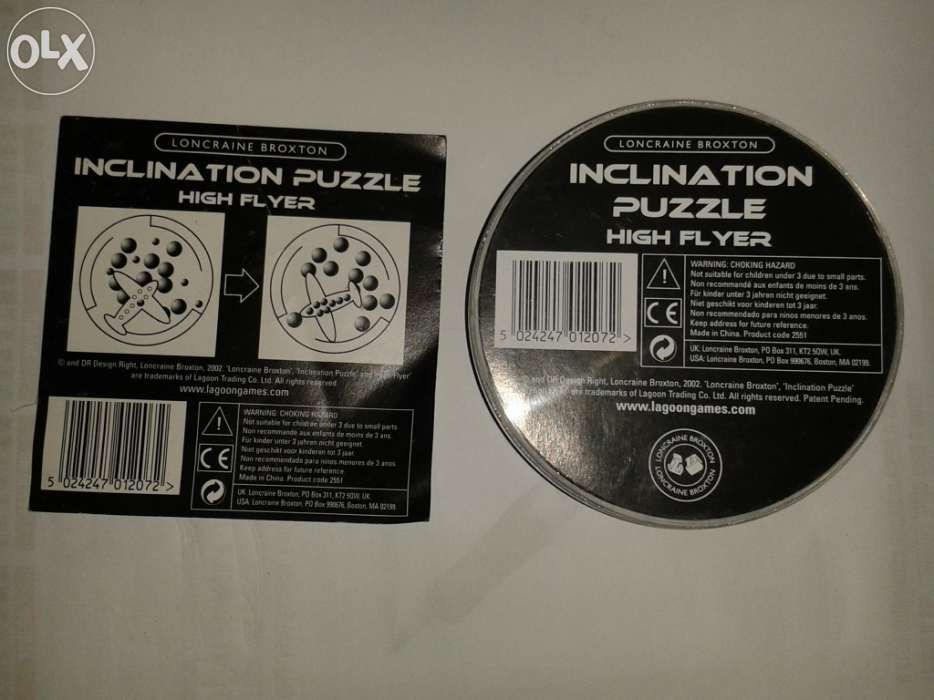 OLX
LONCRAINE BROXTON
INCLINATION PUZZLE
HIGH FLYER
© and DR Design Right, Loncraine Broxton, 2002. 'Loncraine Broxton', 'Inclination Puzzle' and 'High Flyer'
are trademarks of Lagoon Trading Co. Ltd. All rights reserved.
www.lagoongames.com
5 024247 012072 >
WARNING: CHOKING HAZARD
Not suitable for children under 3 due to small parts.
Non recommandé aux enfants de moins de 3 ans.
Für kinder unter 3 jahren nicht geeignet.
Niet geschikt voor kinderen tot 3 jaar.
Non recomendado para ninos menores de 3 anos.
Keep address for future reference.
Made in China. Product code 2551
CE
UK: Loncraine Broxton, PO Box 311, KT2 5QW, UK.
USA: Loncraine Broxton, PO Box 990676, Boston, MA 02199.
LONCRAINE BROXTON
INCLINATION
PUZZLE
HIGH FLYER
5 024247 012072 >
WARNING: CHOKING HAZARD
Not suitable for children under 3 due to small parts.
Non recommandé aux enfants de moins de 3 ans.
Für kinder unter 3 jahren nicht geeignet.
Niet geschikt voor kinderen tot 3 jaar.
Non recomendado para ninos menores de 3 anos.
Keep address for future reference.
Made in China. Product code 2551
CE
UK: Loncraine Broxton, PO Box 311, KT2 5QW, UK.
USA: Loncraine Broxton, PO Box 990676, Boston, MA 02199.
and DR Design Right, Loncraine Broxton, 2002. 'Loncraine Broxton', 'Inclination Puzzle'
are trademarks of Lagoon Trading Co. Ltd. All rights reserved. Patent Pending.
www.lagoongames.com
LONCRAINE BROXTON
LONCRAINE BROXTON